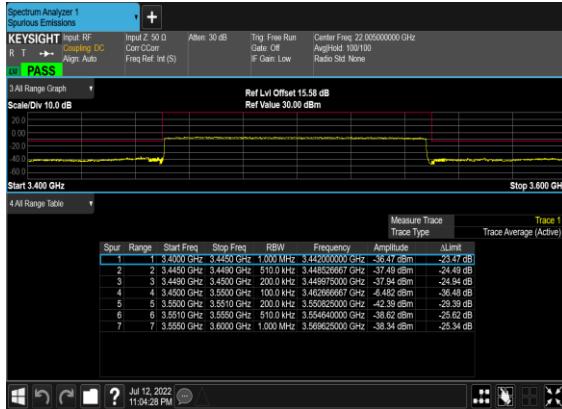 Spectrum Analyzer 1
Spurious Emissions
KEYSIGHT Input: RF Input Z: 50 Ω Atten: 30 dB Trig: Free Run Center Freq: 22.005000000 GHz
R T Coupling: DC Corr CCorr Gate: Off Avg|Hold: 100/100
Align: Auto Freq Ref: Int (S) IF Gain: Low Radio Std: None
PASS
3 All Range Graph
Ref Lvl Offset 15.58 dB
Scale/Div 10.0 dB Ref Value 30.00 dBm
20.0
0.00
-20.0
-40.0
-60.0
Start 3.400 GHz Stop 3.600 GH
4 All Range Table
Measure Trace Trace 1
Trace Type Trace Average (Active)
Spur Range Start Freq Stop Freq RBW Frequency Amplitude ΔLimit
1 1 3.4000 GHz 3.4450 GHz 1.000 MHz 3.442000000 GHz -36.47 dBm -23.47 dB
2 2 3.4450 GHz 3.4490 GHz 510.0 kHz 3.448526667 GHz -37.49 dBm -24.49 dB
3 3 3.4490 GHz 3.4500 GHz 200.0 kHz 3.449975000 GHz -37.94 dBm -24.94 dB
4 4 3.4500 GHz 3.5500 GHz 100.0 kHz 3.462666667 GHz -6.482 dBm -36.48 dB
5 5 3.5500 GHz 3.5510 GHz 200.0 kHz 3.550825000 GHz -42.39 dBm -29.39 dB
6 6 3.5510 GHz 3.5550 GHz 510.0 kHz 3.554640000 GHz -38.62 dBm -25.62 dB
7 7 3.5550 GHz 3.6000 GHz 1.000 MHz 3.569625000 GHz -38.34 dBm -25.34 dB
Jul 12, 2022
11:04:28 PM